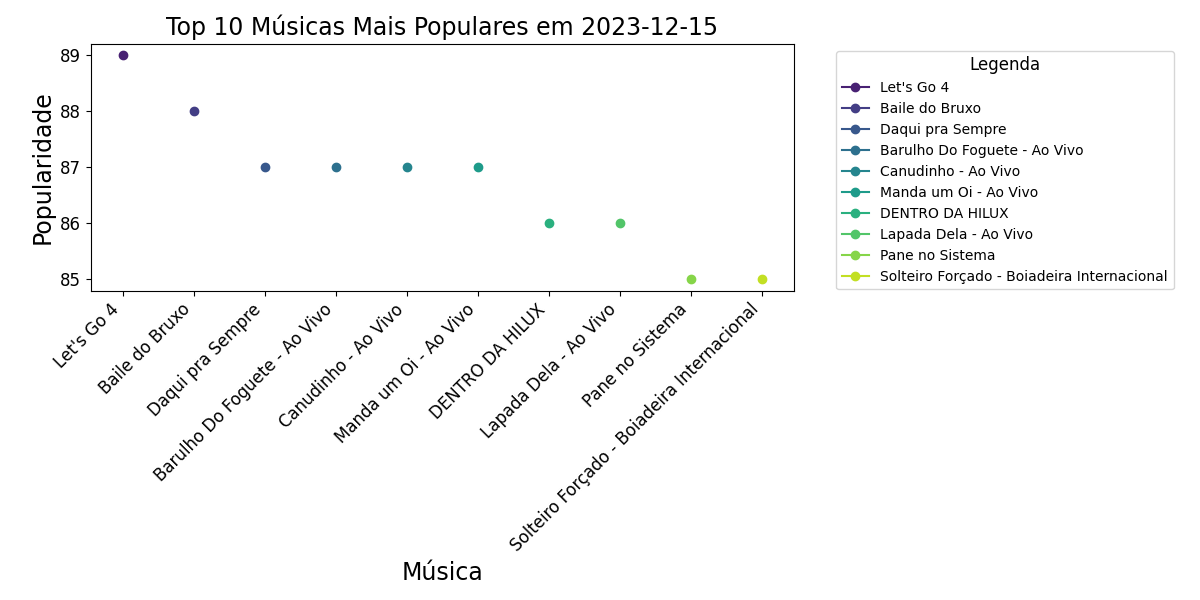 Top 10 Músicas Mais Populares em 2023-12-15
Popularidade
89
88
87
86
85
Let's Go 4
Baile do Bruxo
Daqui pra Sempre
Barulho Do Foguete - Ao Vivo
Canudinho - Ao Vivo
Manda um Oi - Ao Vivo
DENTRO DA HILUX
Lapada Dela - Ao Vivo
Pane no Sistema
Solteiro Forçado - Boiadeira Internacional
Música
Legenda
Let's Go 4
Baile do Bruxo
Daqui pra Sempre
Barulho Do Foguete - Ao Vivo
Canudinho - Ao Vivo
Manda um Oi - Ao Vivo
DENTRO DA HILUX
Lapada Dela - Ao Vivo
Pane no Sistema
Solteiro Forçado - Boiadeira Internacional